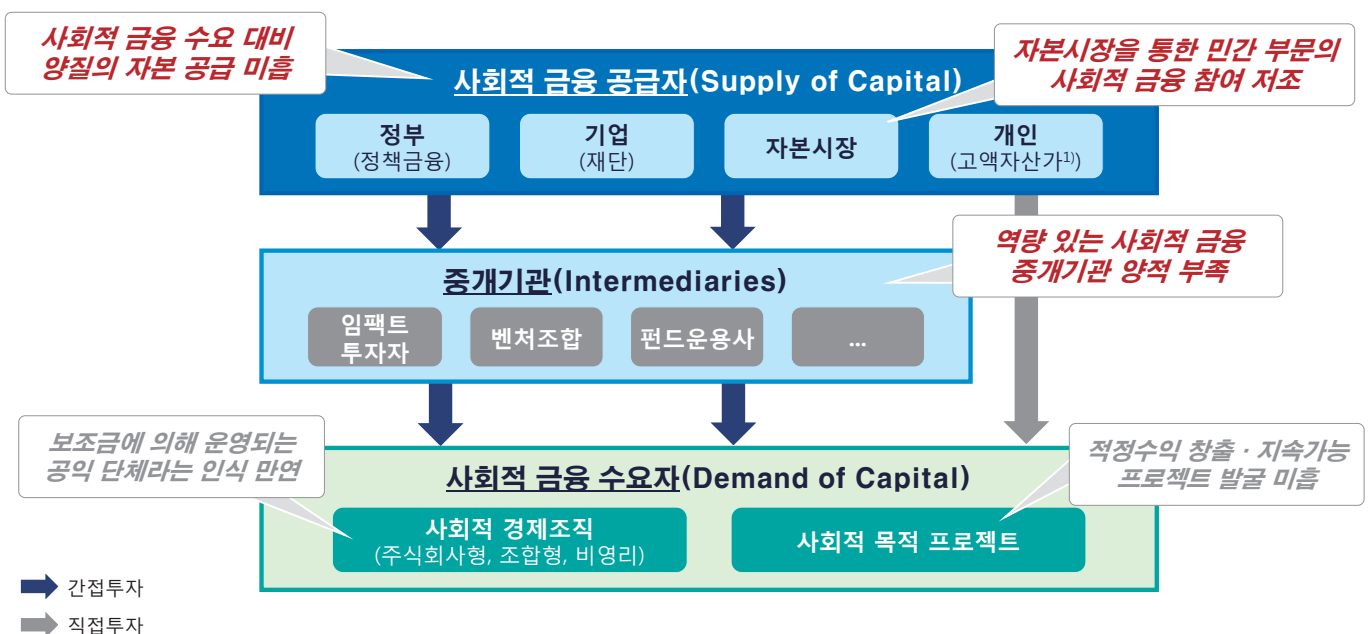 사회적 금융 수요 대비
양질의 자본 공급 미흡
자본시장을 통한 민간 부문의
사회적 금융 참여 저조
사회적 금융 공급자(Supply of Capital)
정부
(정책금융)
기업
(재단)
자본시장
개인
(고액자산가1))
역량 있는 사회적 금융
중개기관 양적 부족
중개기관(Intermediaries)
임팩트
투자자
벤처조합
펀드운용사
...
보조금에 의해 운영되는
공익 단체라는 인식 만연
적정수익 창출 · 지속가능
프로젝트 발굴 미흡
사회적 금융 수요자(Demand of Capital)
사회적 경제조직
(주식회사형, 조합형, 비영리)
사회적 목적 프로젝트
간접투자
직접투자